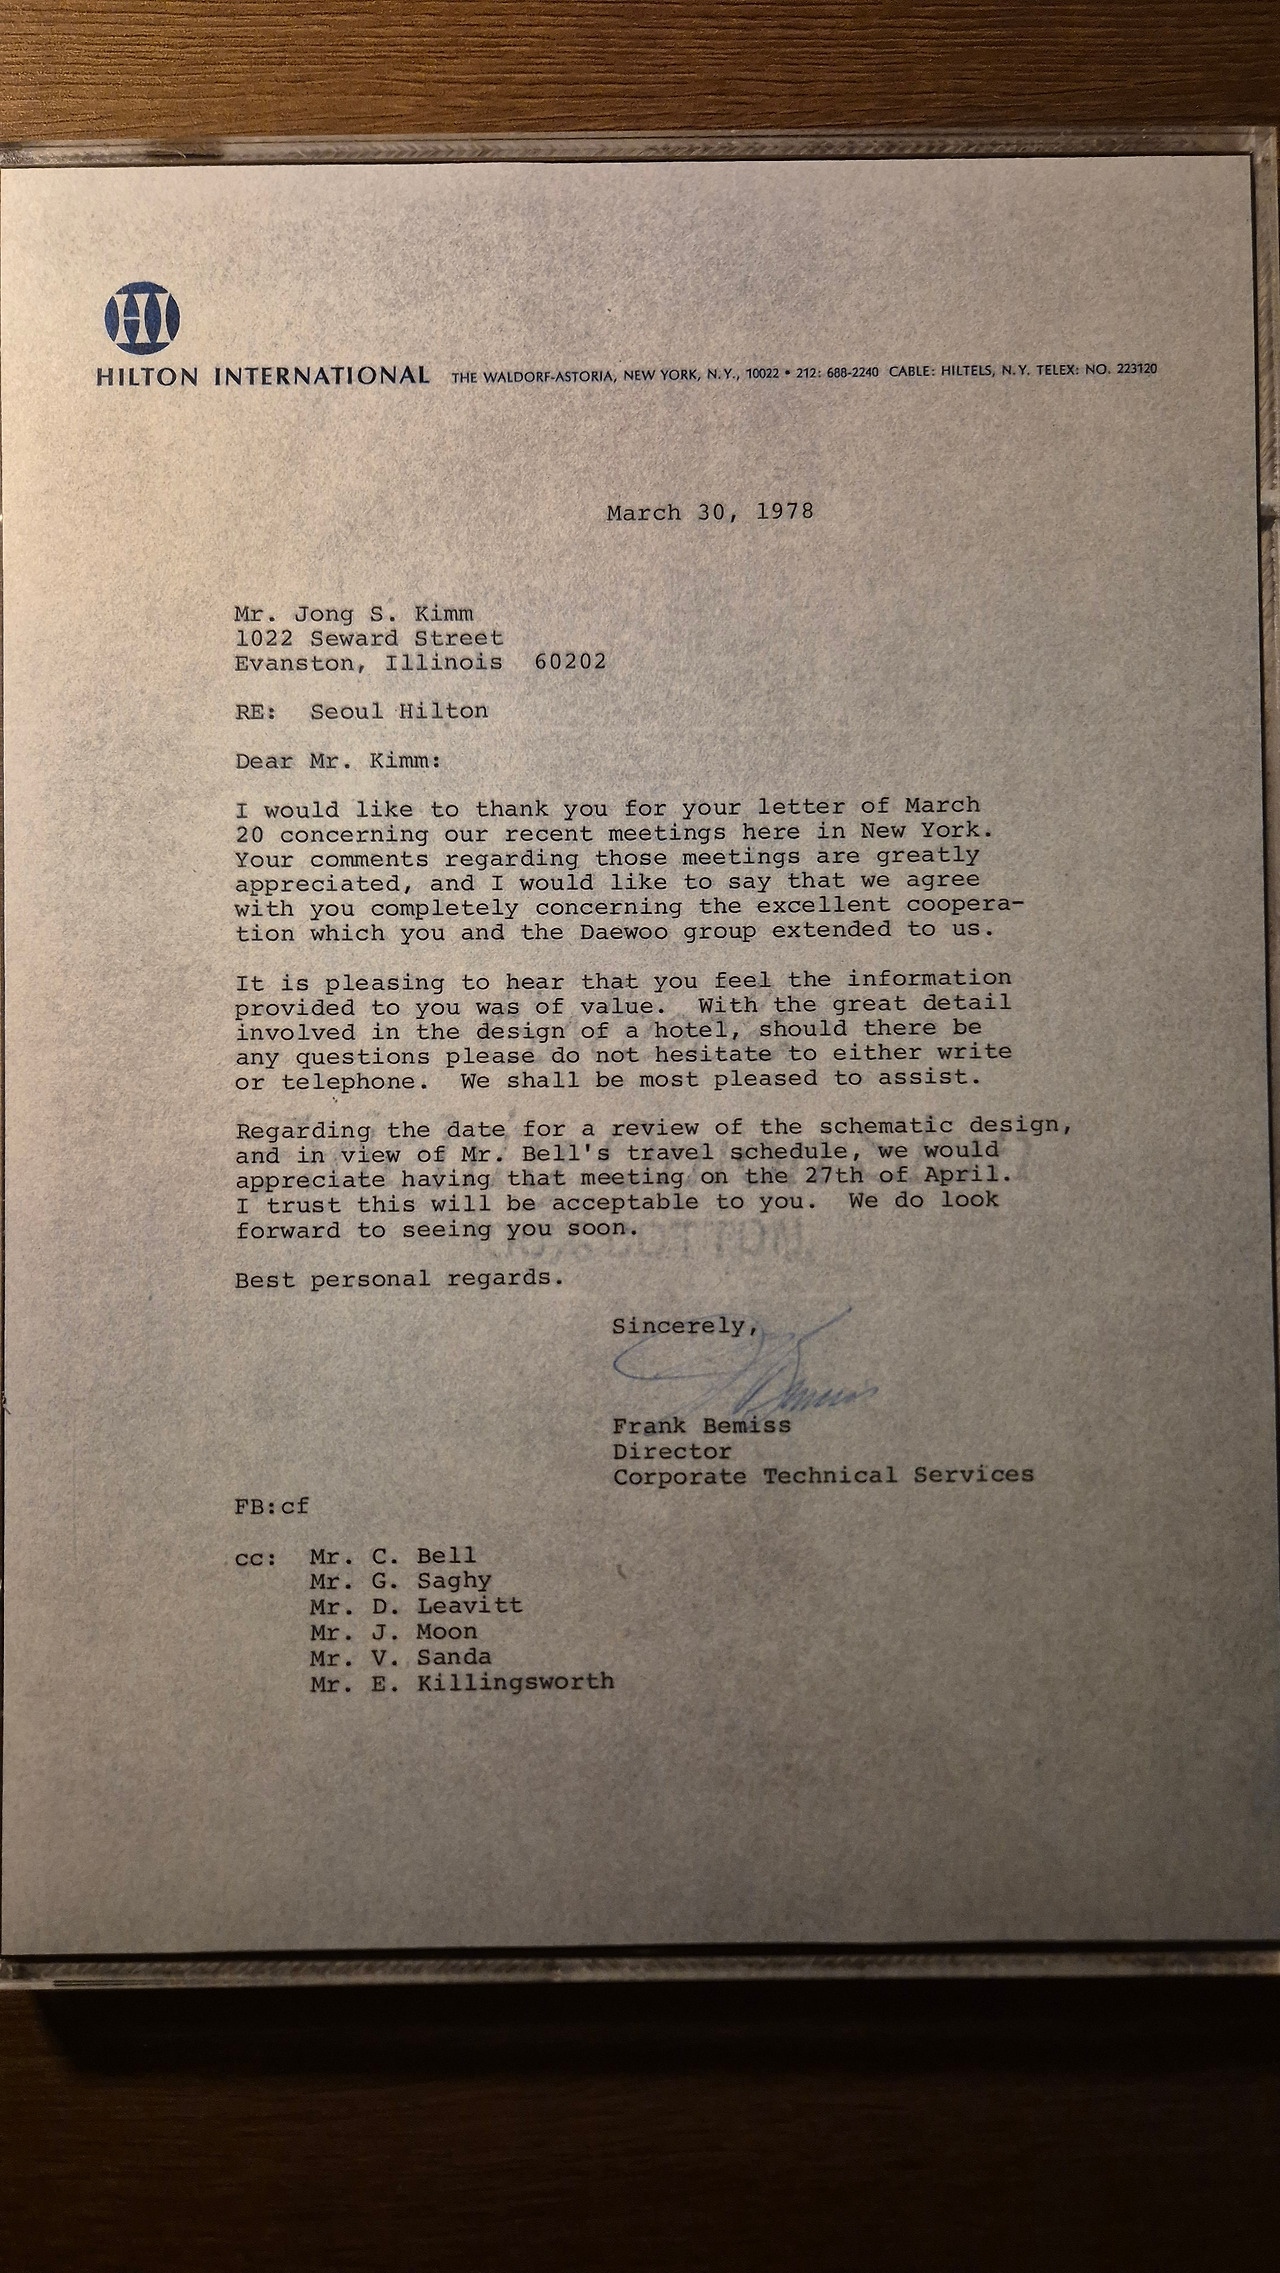 HI
HILTON INTERNATIONAL THE WALDORF-ASTORIA, NEW YORK, N.Y., 10022 • 212: 688-2240 CABLE: HILTELS, N.Y. TELEX: NO. 223120
March 30, 1978
Mr. Jong S. Kimm
1022 Seward Street
Evanston, Illinois 60202
RE: Seoul Hilton
Dear Mr. Kimm:
I would like to thank you for your letter of March
20 concerning our recent meetings here in New York.
Your comments regarding those meetings are greatly
appreciated, and I would like to say that we agree
with you completely concerning the excellent coopera-
tion which you and the Daewoo group extended to us.
It is pleasing to hear that you feel the information
provided to you was of value. With the great detail
involved in the design of a hotel, should there be
any questions please do not hesitate to either write
or telephone. We shall be most pleased to assist.
Regarding the date for a review of the schematic design,
and in view of Mr. Bell's travel schedule, we would
appreciate having that meeting on the 27th of April.
I trust this will be acceptable to you. We do look
forward to seeing you soon.
Best personal regards.
Sincerely,
Frank Bemiss
Director
Corporate Technical Services
FB:cf
cc: Mr. C. Bell
Mr. G. Saghy
Mr. D. Leavitt
Mr. J. Moon
Mr. V. Sanda
Mr. E. Killingsworth